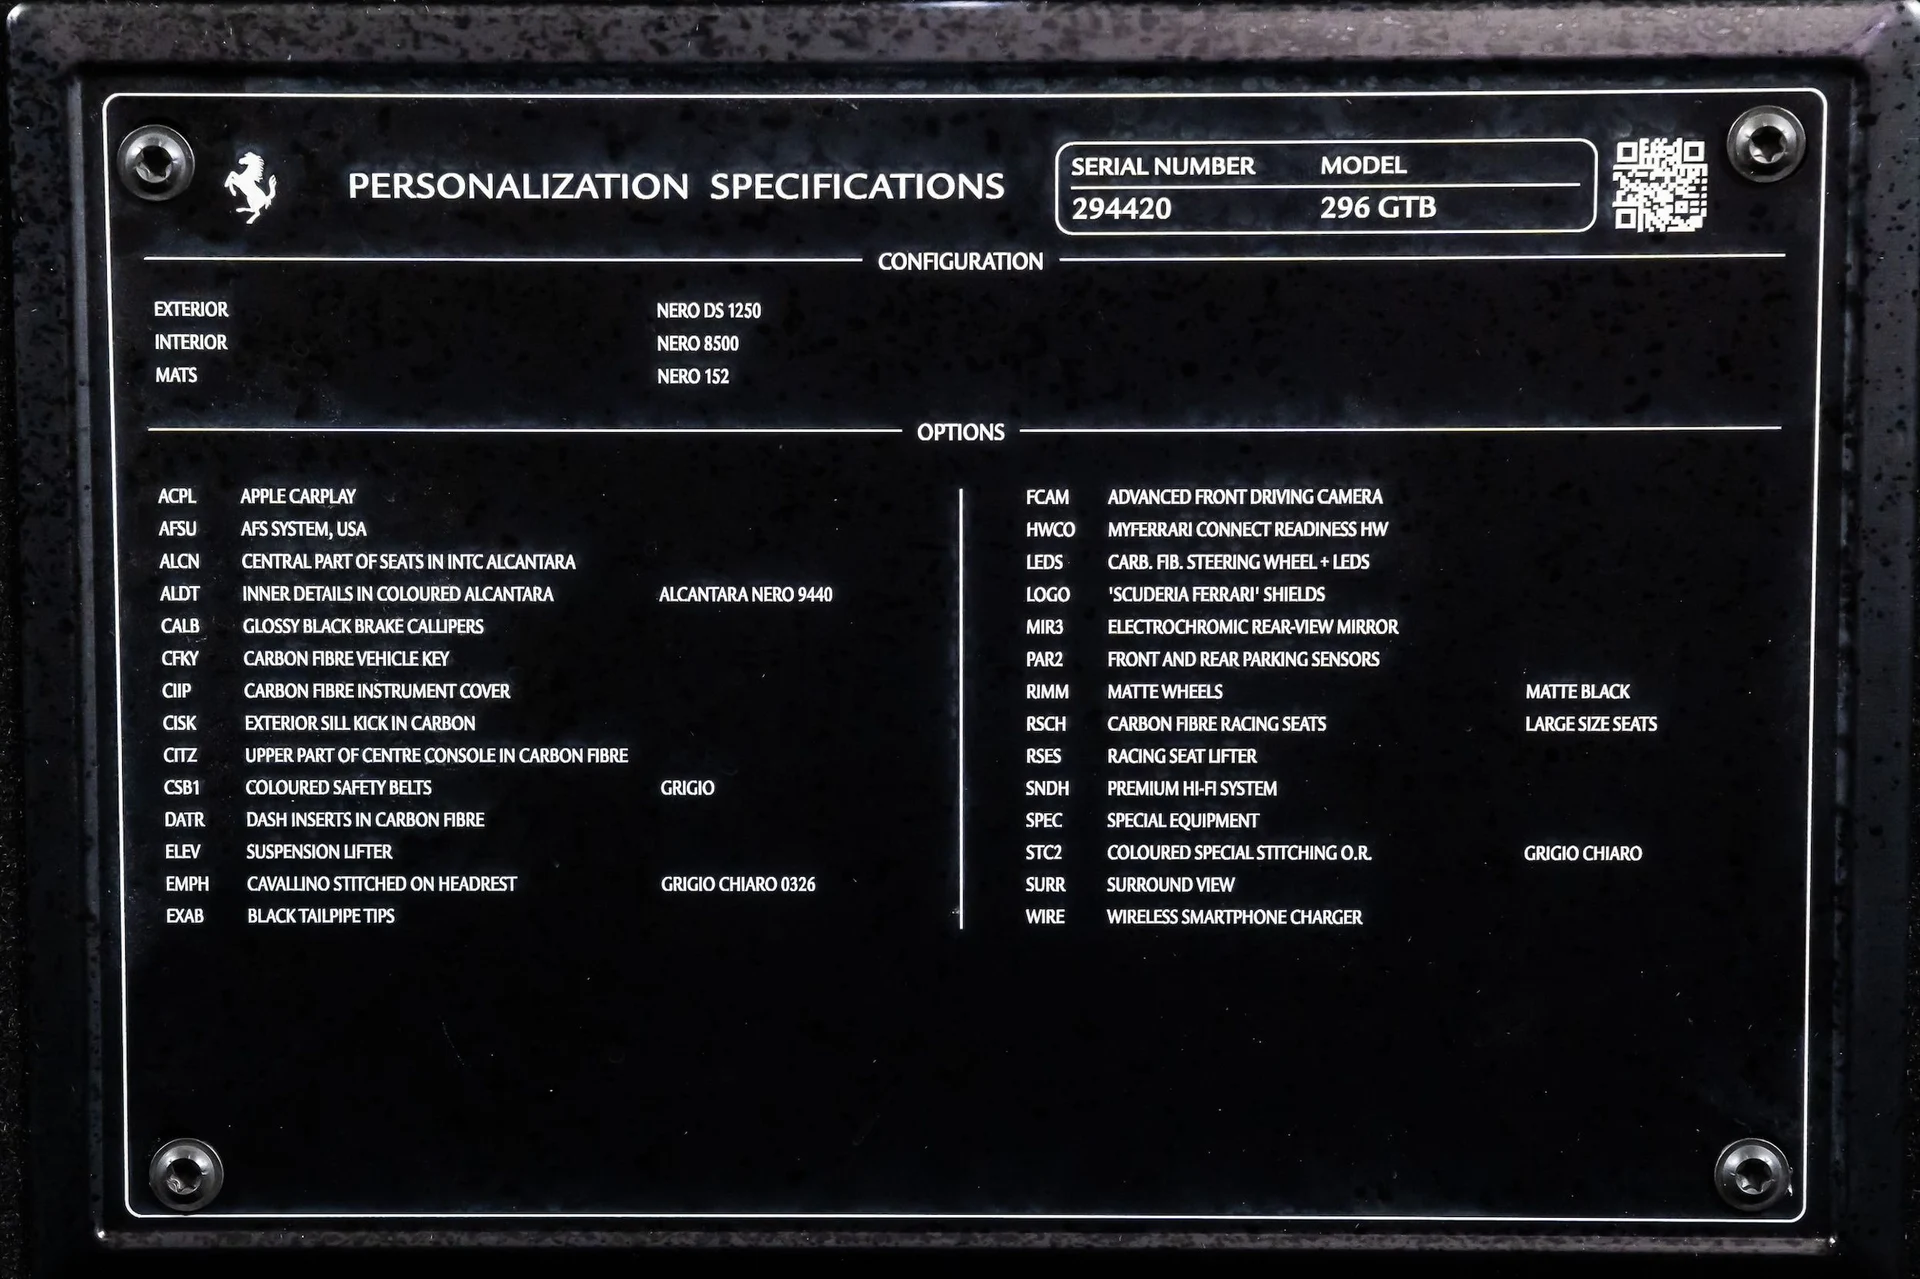 PERSONALIZATION SPECIFICATIONS
SERIAL NUMBER MODEL
294420 296 GTB
CONFIGURATION
EXTERIOR NERO DS 1250
INTERIOR NERO 8500
MATS NERO 152
OPTIONS
ACPL APPLE CARPLAY
AFSU AFS SYSTEM, USA
ALCN CENTRAL PART OF SEATS IN INTC ALCANTARA
ALDT INNER DETAILS IN COLOURED ALCANTARA ALCANTARA NERO 9440
CALB GLOSSY BLACK BRAKE CALLIPERS
CFKY CARBON FIBRE VEHICLE KEY
CIIP CARBON FIBRE INSTRUMENT COVER
CISK EXTERIOR SILL KICK IN CARBON
CITZ UPPER PART OF CENTRE CONSOLE IN CARBON FIBRE
CSB1 COLOURED SAFETY BELTS GRIGIO
DATR DASH INSERTS IN CARBON FIBRE
ELEV SUSPENSION LIFTER
EMPH CAVALLINO STITCHED ON HEADREST GRIGIO CHIARO 0326
EXAB BLACK TAILPIPE TIPS
FCAM ADVANCED FRONT DRIVING CAMERA
HWCO MYFERRARI CONNECT READINESS HW
LEDS CARB. FIB. STEERING WHEEL + LEDS
LOGO 'SCUDERIA FERRARI' SHIELDS
MIR3 ELECTROCHROMIC REAR-VIEW MIRROR
PAR2 FRONT AND REAR PARKING SENSORS
RIMM MATTE WHEELS MATTE BLACK
RSCH CARBON FIBRE RACING SEATS LARGE SIZE SEATS
RSES RACING SEAT LIFTER
SNDH PREMIUM HI-FI SYSTEM
SPEC SPECIAL EQUIPMENT
STC2 COLOURED SPECIAL STITCHING O.R. GRIGIO CHIARO
SURR SURROUND VIEW
WIRE WIRELESS SMARTPHONE CHARGER